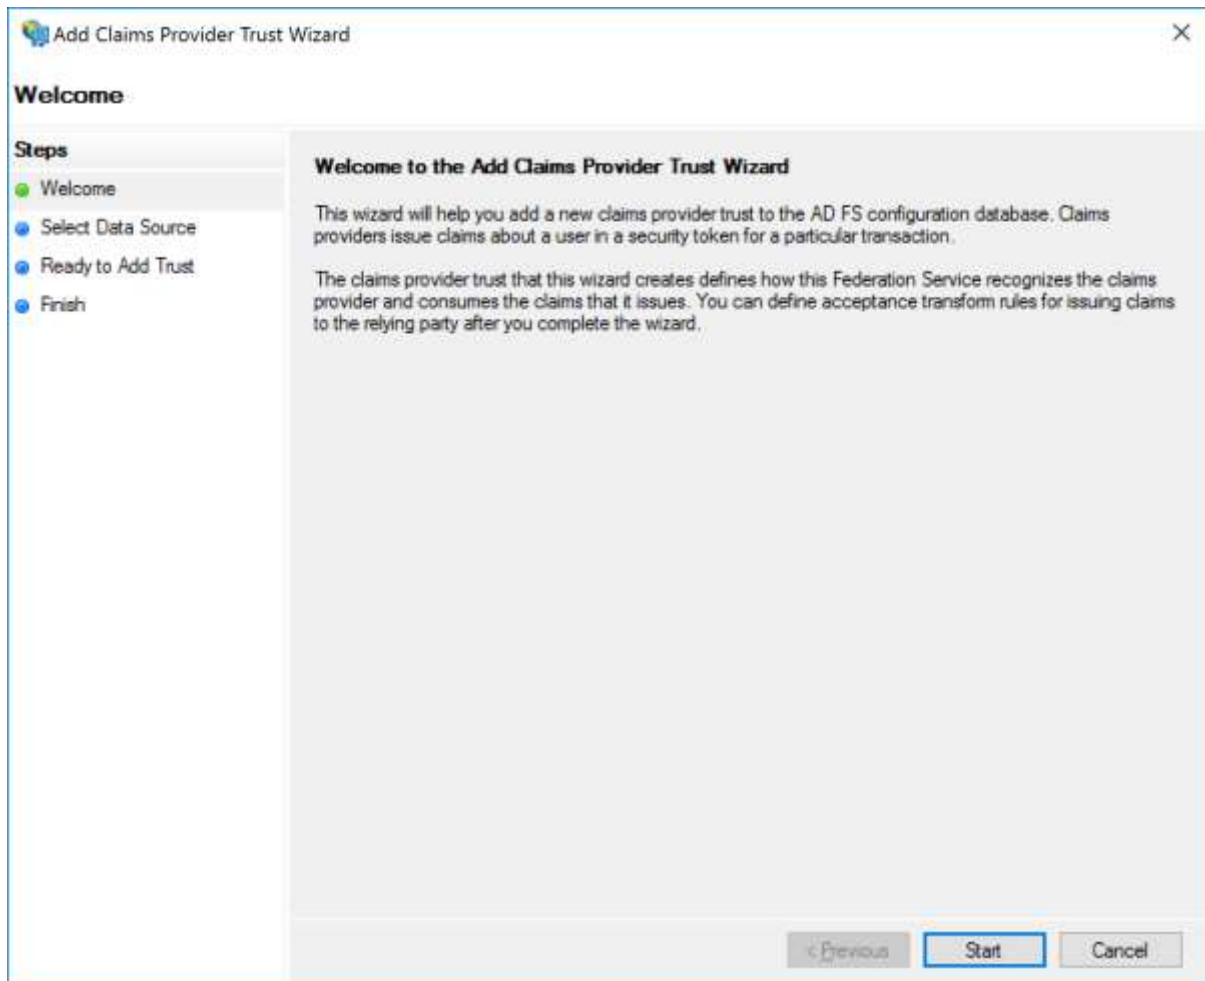 Add Claims Provider Trust Wizard
Welcome
Steps
Welcome
Select Data Source
Ready to Add Trust
Finish
Welcome to the Add Claims Provider Trust Wizard
This wizard will help you add a new claims provider trust to the AD FS configuration database. Claims
providers issue claims about a user in a security token for a particular transaction.
The claims provider trust that this wizard creates defines how this Federation Service recognizes the claims
provider and consumes the claims that it issues. You can define acceptance transform rules for issuing claims
to the relying party after you complete the wizard.
< Previous
Start
Cancel